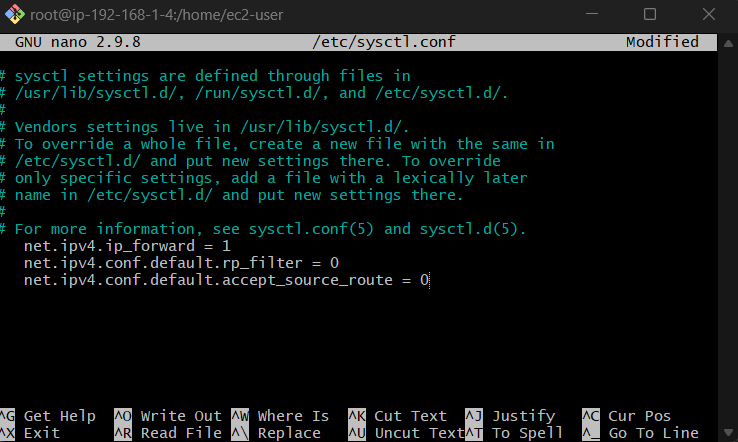 root@ip-192-168-1-4:/home/ec2-user
GNU nano 2.9.8 /etc/sysctl.conf Modified
# sysctl settings are defined through files in
# /usr/lib/sysctl.d/, /run/sysctl.d/, and /etc/sysctl.d/.
#
# Vendors settings live in /usr/lib/sysctl.d/.
# To override a whole file, create a new file with the same in
# /etc/sysctl.d/ and put new settings there. To override
# only specific settings, add a file with a lexically later
# name in /etc/sysctl.d/ and put new settings there.
#
# For more information, see sysctl.conf(5) and sysctl.d(5).
net.ipv4.ip_forward = 1
net.ipv4.conf.default.rp_filter = 0
net.ipv4.conf.default.accept_source_route = 0
^G Get Help ^O Write Out ^W Where Is ^K Cut Text ^J Justify ^C Cur Pos
^X Exit ^R Read File ^\ Replace ^U Uncut Text ^T To Spell ^_ Go To Line